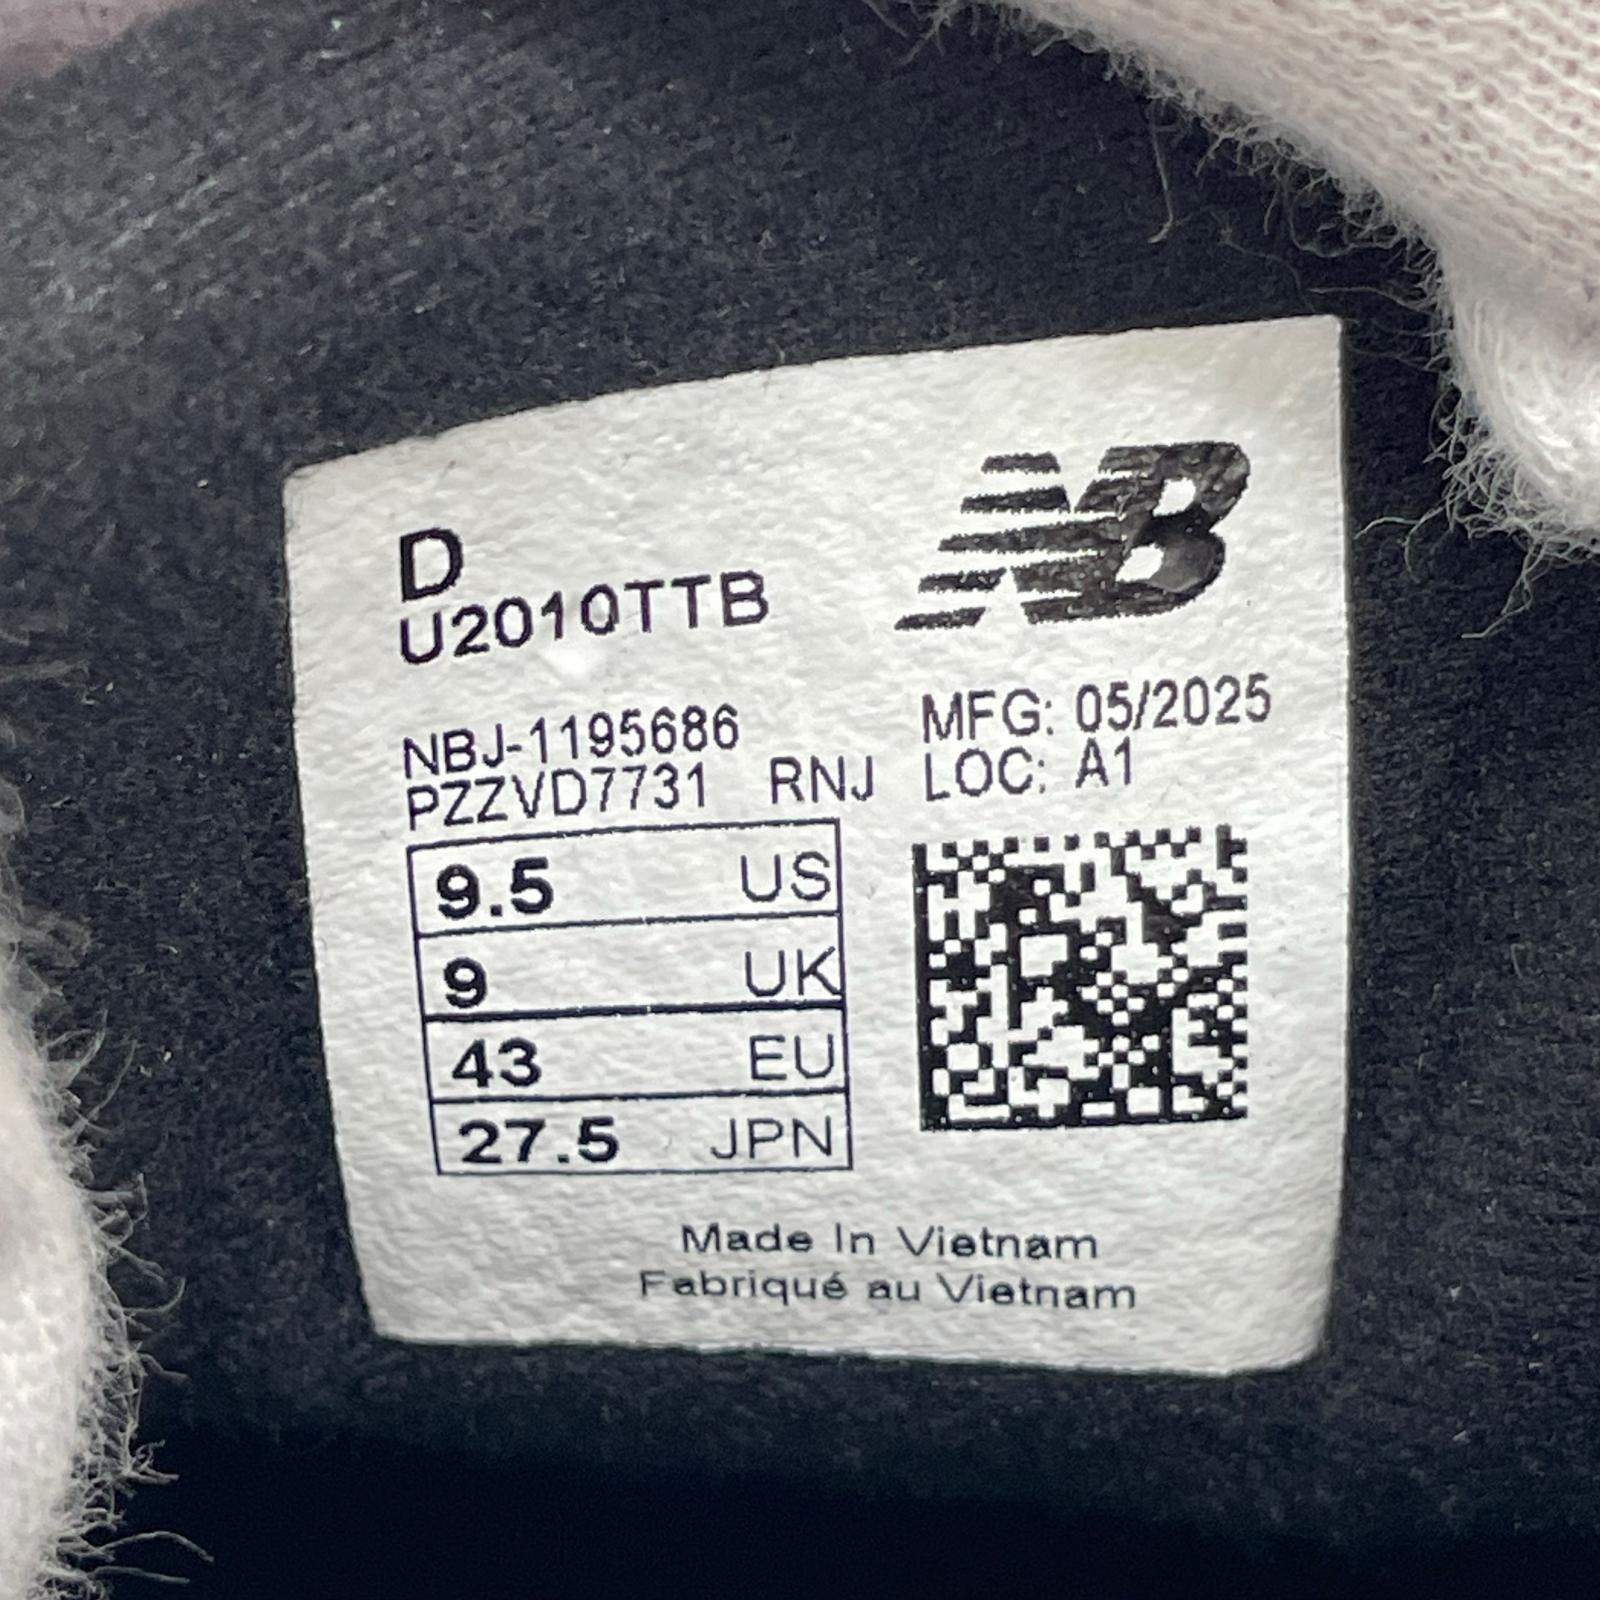 D
U2010TTB
NB
NBJ-1195686
PZZVD7731 RNJ
MFG: 05/2025
LOC: A1
9.5 US
9 UK
43 EU
27.5 JPN
Made In Vietnam
Fabriqué au Vietnam